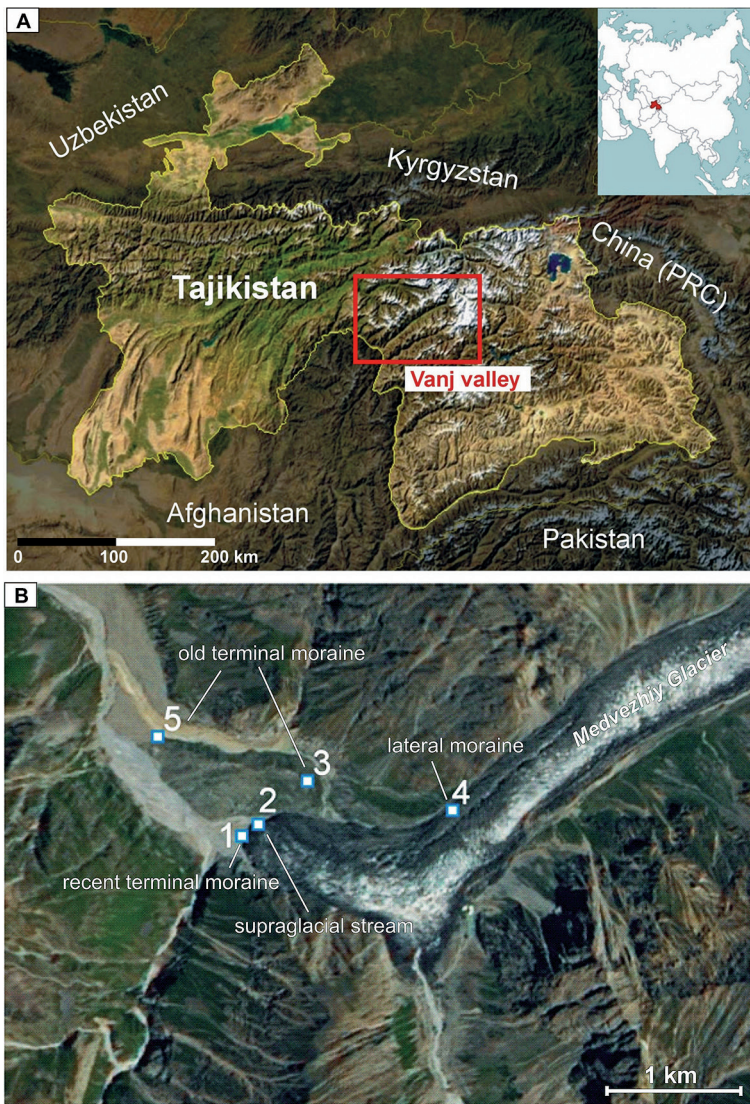 A
Uzbekistan
Kyrgyzstan
China (PRC)
Tajikistan
Vanj valley
Afghanistan
Pakistan
0 100 200 km
B
old terminal moraine
Medvezhiy Glacier
5
lateral moraine
3
4
2
1
recent terminal moraine
supraglacial stream
1 km